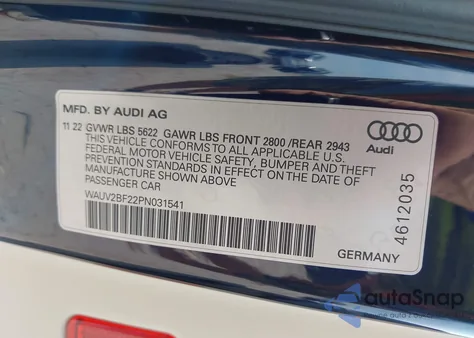 MFD. BY AUDI AG
11 22 GVWR LBS 5622 GAWR LBS FRONT 2800 /REAR 2943
THIS VEHICLE CONFORMS TO ALL APPLICABLE U.S.
FEDERAL MOTOR VEHICLE SAFETY, BUMPER AND THEFT
PREVENTION STANDARDS IN EFFECT ON THE DATE OF
MANUFACTURE SHOWN ABOVE
PASSENGER CAR
WAUV2BF22PN031541
Audi
4612035
GERMANY
autoSnap